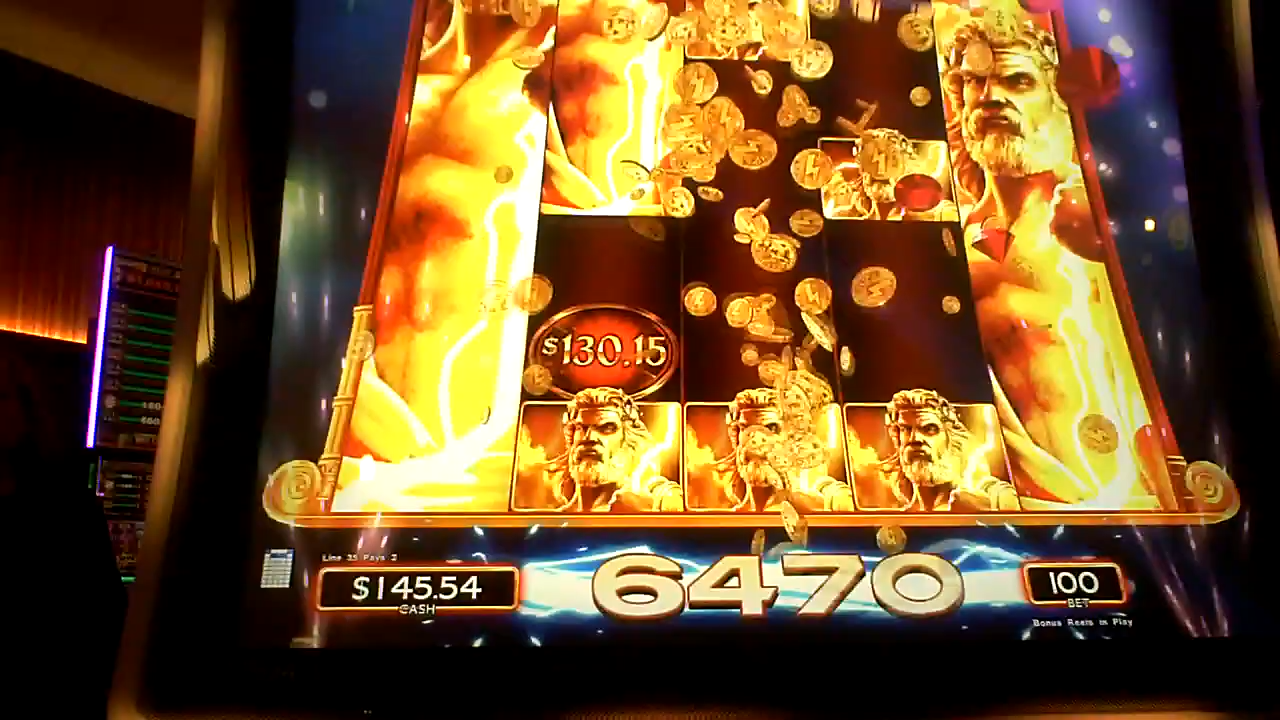 $130.15
Line 35 Pays 2
$145.54
CASH
6470
100
BET
Bonus Reels in Play